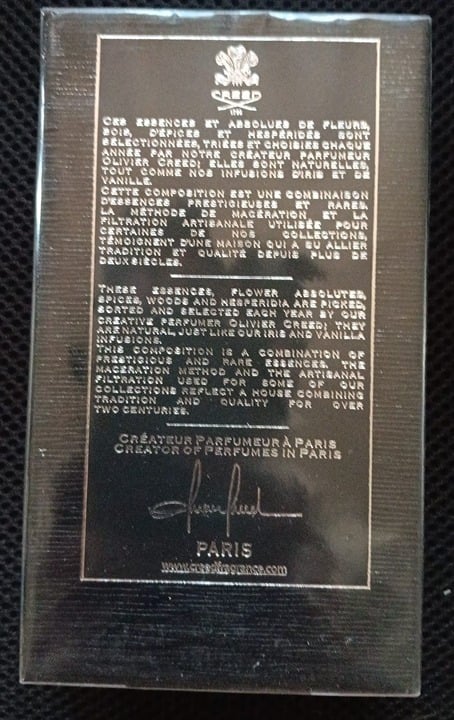 CREED
1760
CES ESSENCES ET ABSOLUES DE FLEURS,
BOIS, D'ÉPICES ET HESPÉRIDÉS SONT
SÉLECTIONNÉES, TRIÉES ET CHOISIES CHAQUE
ANNÉE PAR NOTRE CRÉATEUR PARFUMEUR
OLIVIER CREED; ELLES SONT NATURELLES,
TOUT COMME NOS INFUSIONS D'IRIS ET DE
VANILLE.
CETTE COMPOSITION EST UNE COMBINAISON
D'ESSENCES PRESTIGIEUSES ET RARES,
LA MÉTHODE DE MACÉRATION ET LA
FILTRATION ARTISANALE UTILISÉE POUR
CERTAINES DE NOS COLLECTIONS,
TÉMOIGNENT D'UNE MAISON QUI A SU ALLIER
TRADITION ET QUALITÉ DEPUIS PLUS DE
DEUX SIÈCLES.
THESE ESSENCES, FLOWER ABSOLUTES,
SPICES, WOODS AND HESPERIDIA ARE PICKED,
SORTED AND SELECTED EACH YEAR BY OUR
CREATIVE PERFUMER OLIVIER CREED; THEY
ARE NATURAL, JUST LIKE OUR IRIS AND VANILLA
INFUSIONS.
THIS COMPOSITION IS A COMBINATION OF
PRESTIGIOUS AND RARE ESSENCES. THE
MACERATION METHOD AND THE ARTISANAL
FILTRATION USED FOR SOME OF OUR
COLLECTIONS REFLECT A HOUSE COMBINING
TRADITION AND QUALITY FOR OVER
TWO CENTURIES.
CRÉATEUR PARFUMEUR À PARIS
CREATOR OF PERFUMES IN PARIS
PARIS
www.creedfragrance.com